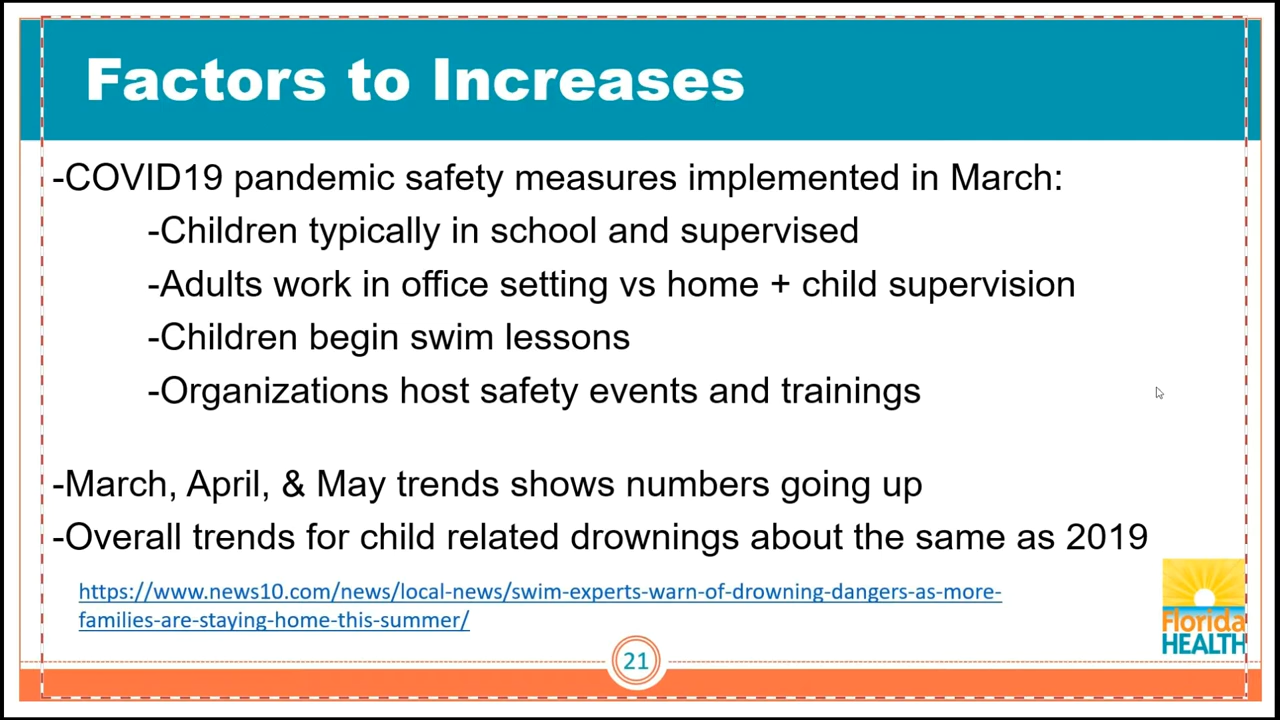 Factors to Increases
-COVID19 pandemic safety measures implemented in March:
-Children typically in school and supervised
-Adults work in office setting vs home + child supervision
-Children begin swim lessons
-Organizations host safety events and trainings
-March, April, & May trends shows numbers going up
-Overall trends for child related drownings about the same as 2019
https://www.news10.com/news/local-news/swim-experts-warn-of-drowning-dangers-as-more-
families-are-staying-home-this-summer/
Florida
HEALTH
21